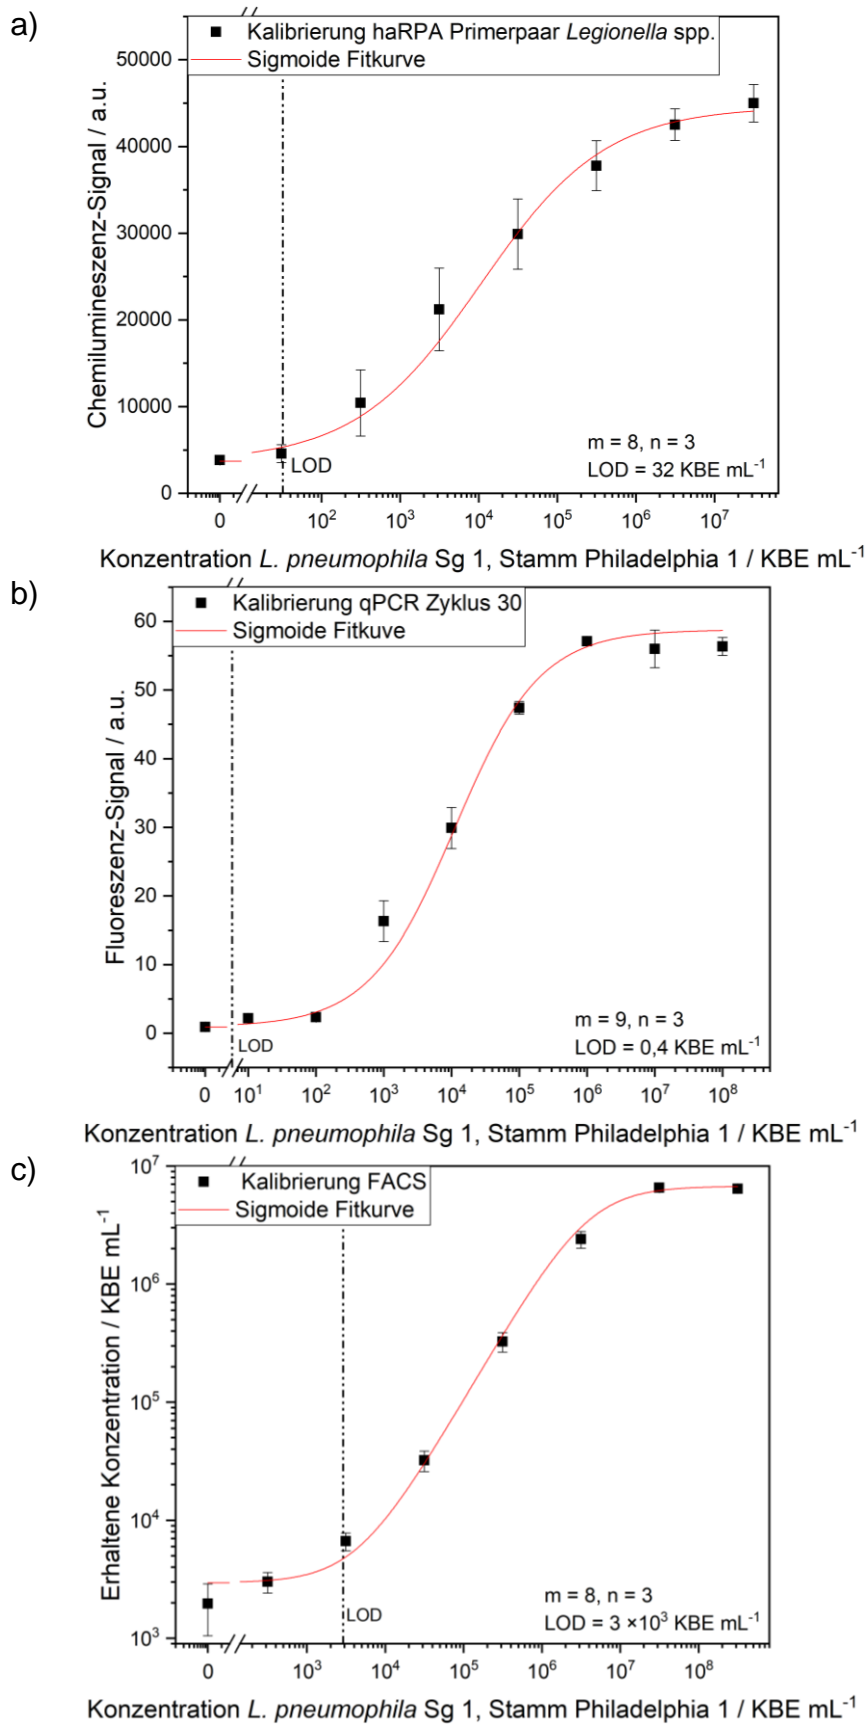 a)
Kalibrierung haRPA Primerpaar Legionella spp.
Sigmoide Fitkurve
50000
40000
30000
20000
10000
0
Chemilumineszenz-Signal / a.u.
LOD
m = 8, n = 3
LOD = 32 KBE mL⁻¹
0 10² 10³ 10⁴ 10⁵ 10⁶ 10⁷
Konzentration L. pneumophila Sg 1, Stamm Philadelphia 1 / KBE mL⁻¹
b)
Kalibrierung qPCR Zyklus 30
Sigmoide Fitkuve
60
50
40
30
20
10
0
Fluoreszenz-Signal / a.u.
LOD
m = 9, n = 3
LOD = 0,4 KBE mL⁻¹
0 10¹ 10² 10³ 10⁴ 10⁵ 10⁶ 10⁷ 10⁸
Konzentration L. pneumophila Sg 1, Stamm Philadelphia 1 / KBE mL⁻¹
c)
Kalibrierung FACS
Sigmoide Fitkurve
10⁷
10⁶
10⁵
10⁴
10³
Erhaltene Konzentration / KBE mL⁻¹
LOD
m = 8, n = 3
LOD = 3 ×10³ KBE mL⁻¹
0 10³ 10⁴ 10⁵ 10⁶ 10⁷ 10⁸
Konzentration L. pneumophila Sg 1, Stamm Philadelphia 1 / KBE mL⁻¹